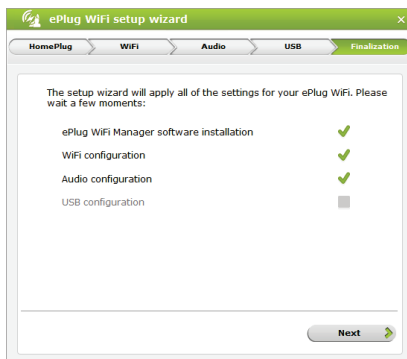 ePlug WiFi setup wizard
HomePlug WiFi Audio USB Finalization
The setup wizard will apply all of the settings for your ePlug WiFi. Please
wait a few moments:
ePlug WiFi Manager software installation
WiFi configuration
Audio configuration
USB configuration
Next